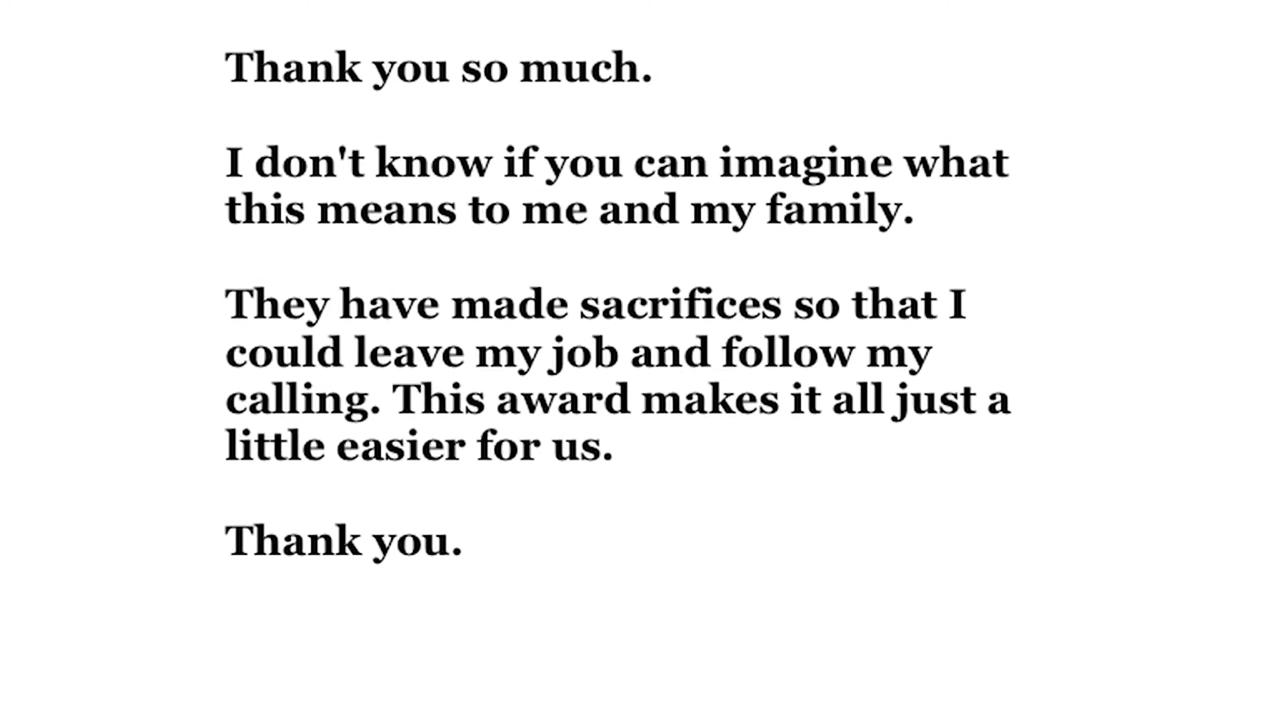 Thank you so much.
I don't know if you can imagine what
this means to me and my family.
They have made sacrifices so that I
could leave my job and follow my
calling. This award makes it all just a
little easier for us.
Thank you.